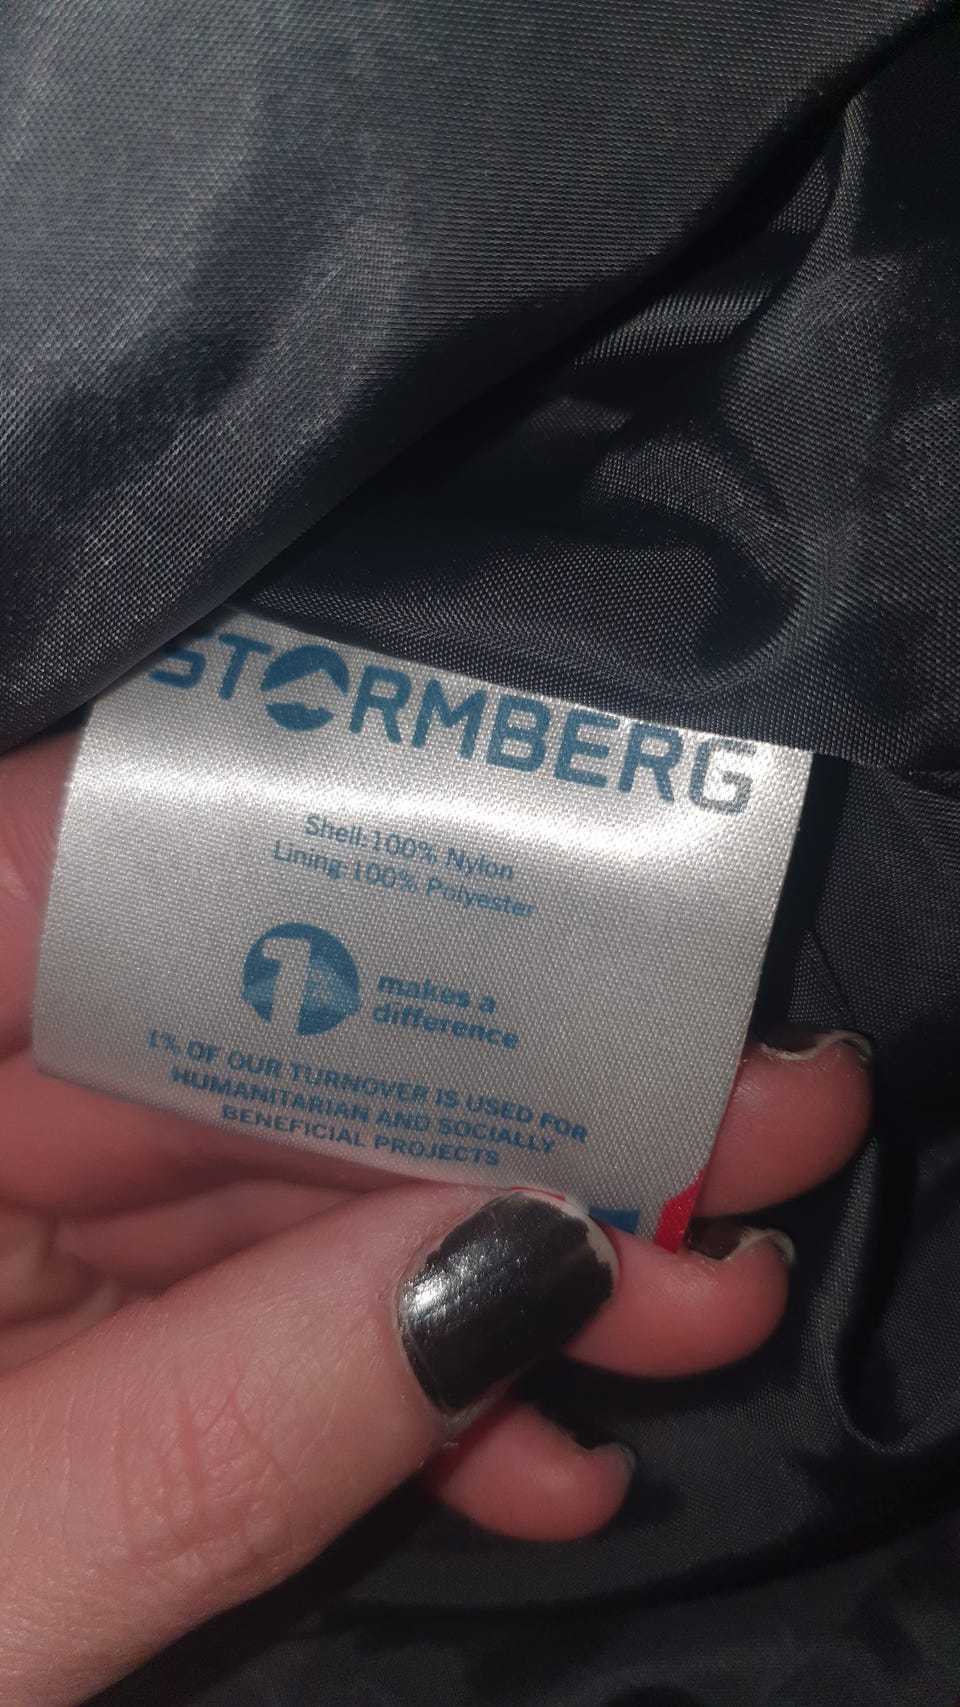 STORMBERG
Shell:100% Nylon
Lining:100% Polyester
1 makes a
difference
1% OF OUR TURNOVER IS USED FOR
HUMANITARIAN AND SOCIALLY
BENEFICIAL PROJECTS